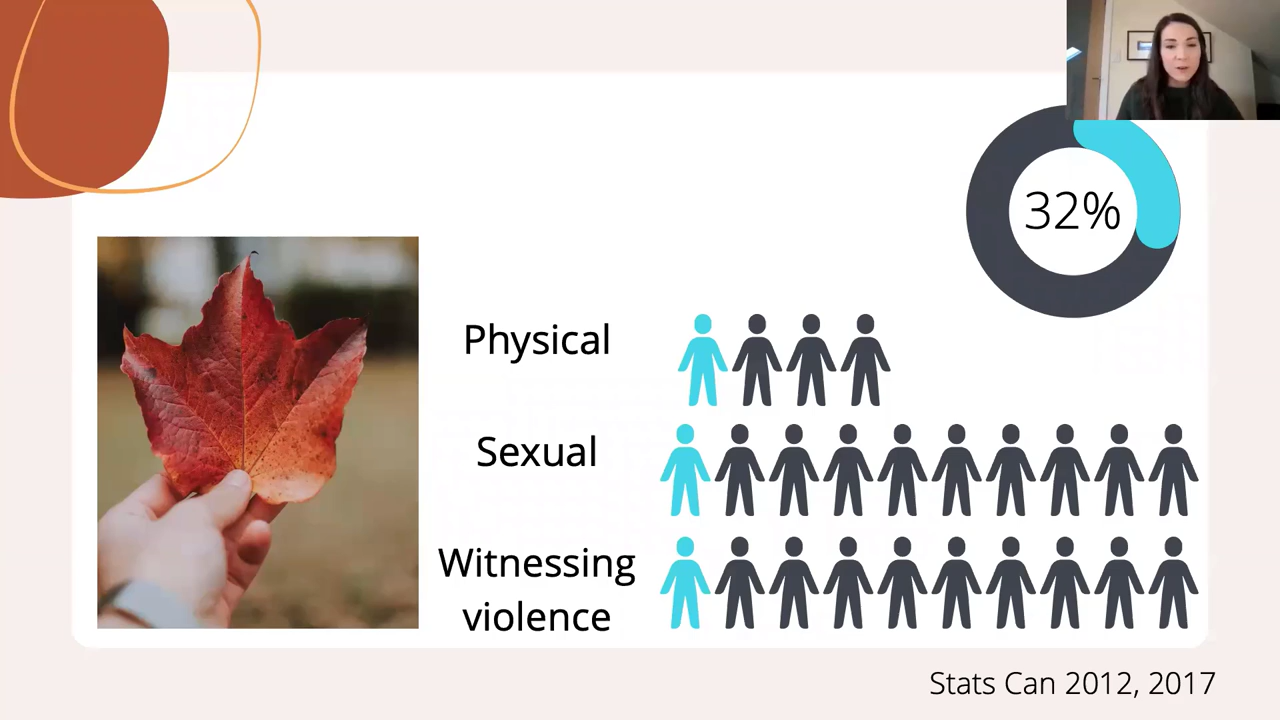 32%
Physical
Sexual
Witnessing
violence
Stats Can 2012, 2017